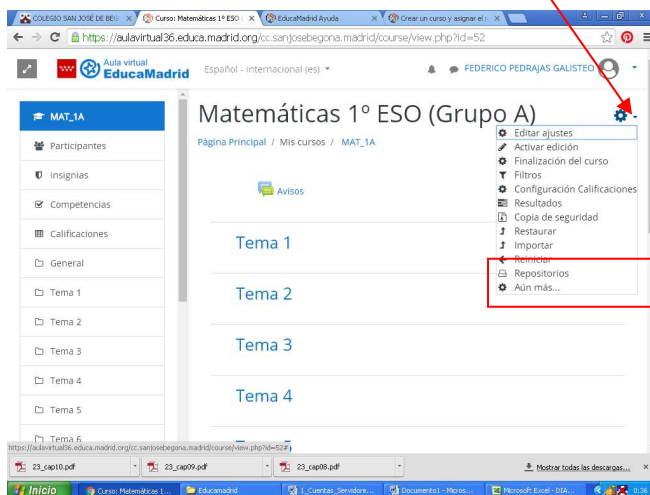 COLEGIO SAN JOSÉ DE BEG
Curso: Matemáticas 1º ESO
EducaMadrid Ayuda
Crear un curso y asignar el
https://aulavirtual36.educa.madrid.org/cc.sanjosebegona.madrid/course/view.php?id=52
Aula virtual
EducaMadrid
Español - Internacional (es)
FEDERICO PEDRAJAS GALISTEO
MAT_1A
Participantes
Insignias
Competencias
Calificaciones
General
Tema 1
Tema 2
Tema 3
Tema 4
Tema 5
Tema 6
Matemáticas 1º ESO (Grupo A)
Página Principal / Mis cursos / MAT_1A
Avisos
Tema 1
Tema 2
Tema 3
Tema 4
Editar ajustes
Activar edición
Finalización del curso
Filtros
Configuración Calificaciones
Resultados
Copia de seguridad
Restaurar
Importar
Reiniciar
Repositorios
Aún más...
https://aulavirtual36.educa.madrid.org/cc.sanjosebegona.madrid/course/view.php?id=52#
23_cap10.pdf
23_cap09.pdf
23_cap08.pdf
Mostrar todas las descargas...
Inicio
Curso: Matemáticas 1...
Educamadrid
1_Cuentas_Servidore...
Documento1 - Micros...
Microsoft Excel - DIA...
0:36